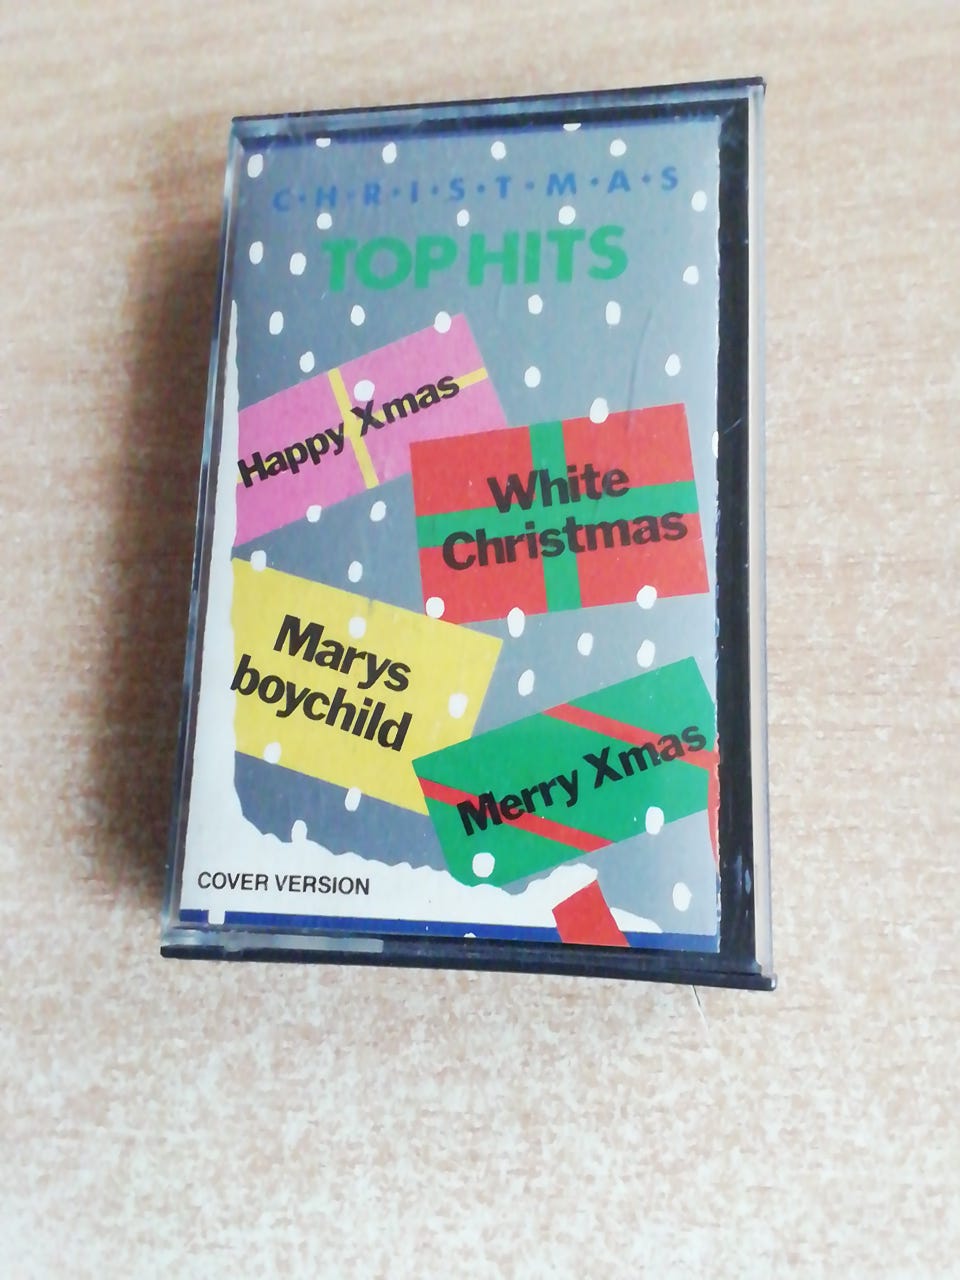 C·H·R·I·S·T·M·A·S
TOP HITS
Happy Xmas
White
Christmas
Marys
boychild
Merry Xmas
COVER VERSION